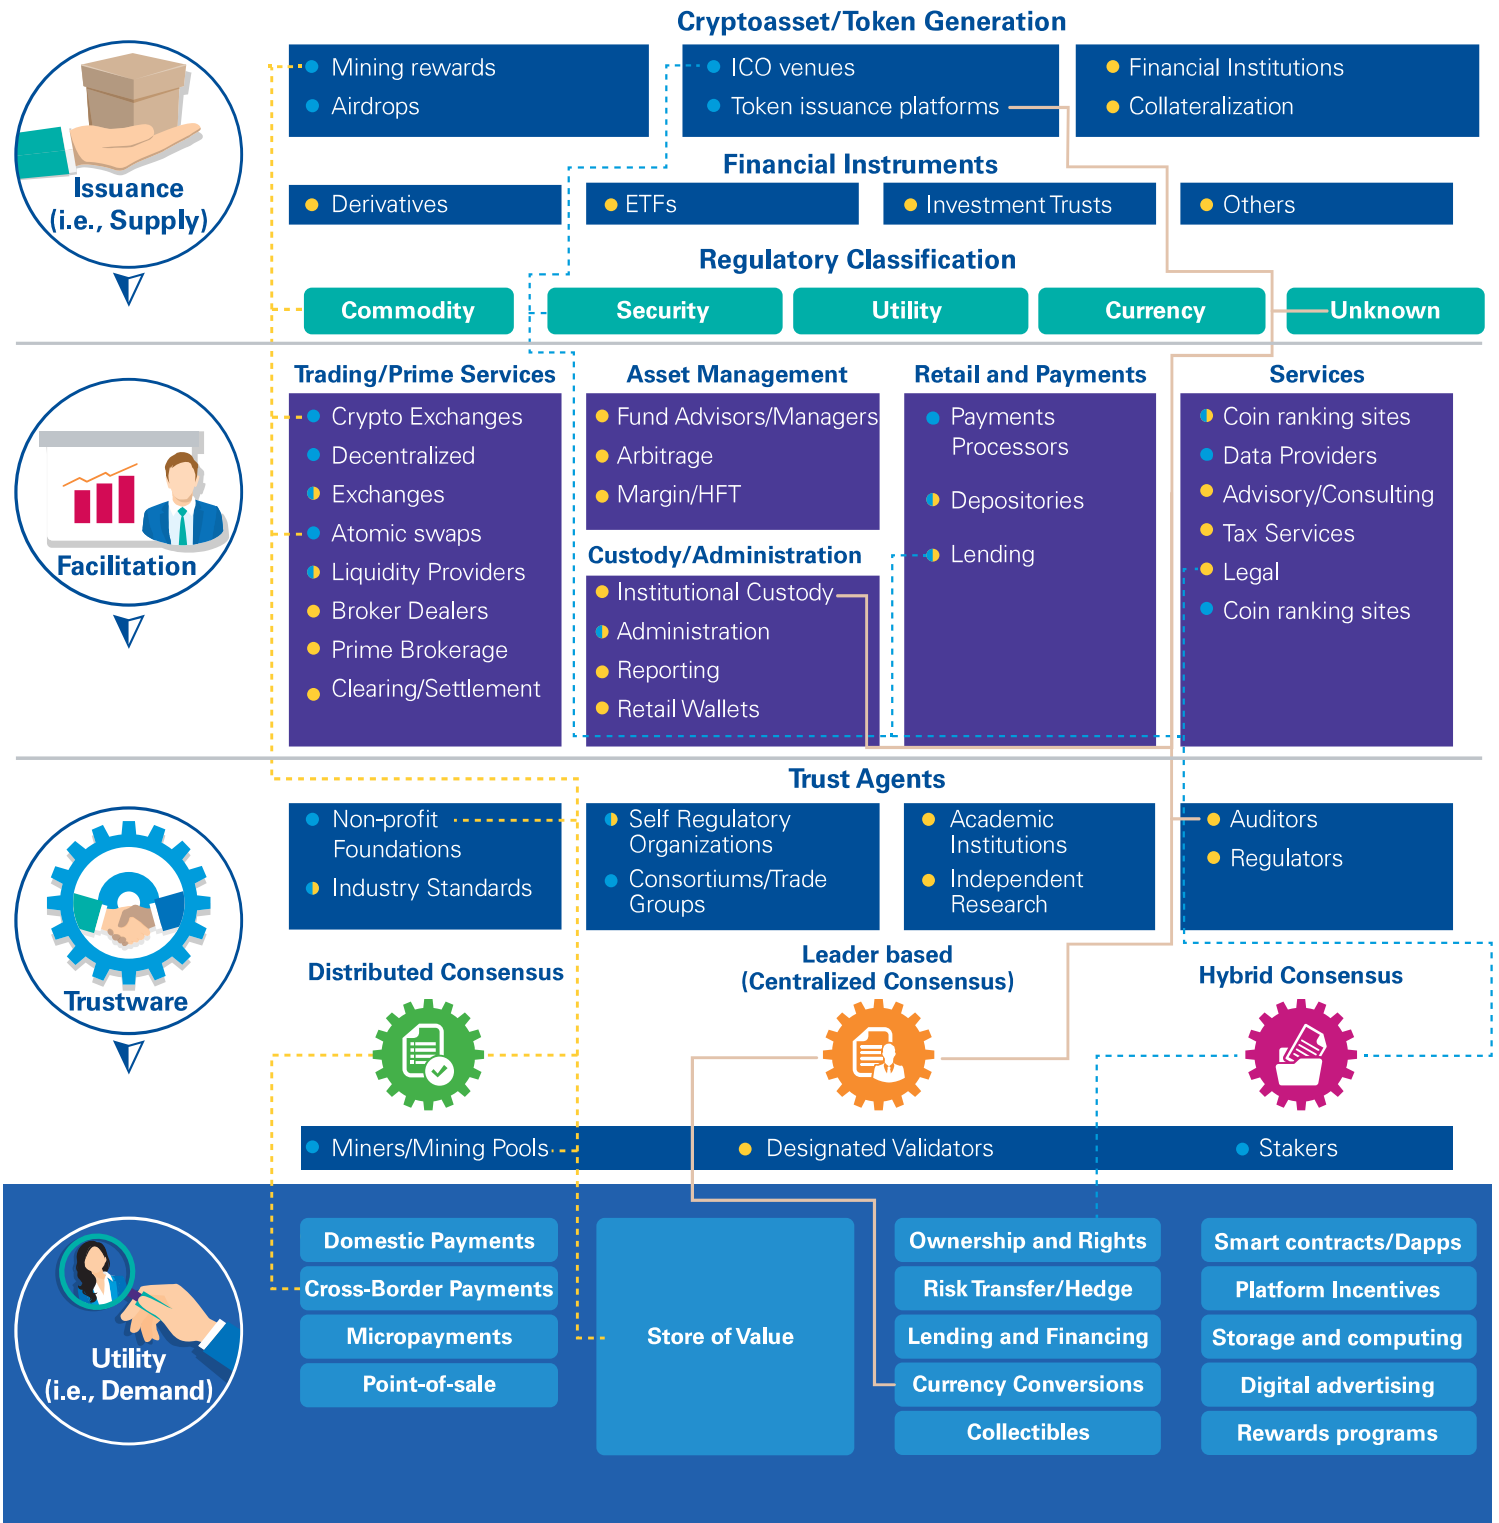 Cryptoasset/Token Generation
Mining rewards
Airdrops
ICO venues
Token issuance platforms
Financial Institutions
Collateralization
Issuance
(i.e., Supply)
Financial Instruments
Derivatives
ETFs
Investment Trusts
Others
Regulatory Classification
Commodity
Security
Utility
Currency
Unknown
Facilitation
Trading/Prime Services
Crypto Exchanges
Decentralized
Exchanges
Atomic swaps
Liquidity Providers
Broker Dealers
Prime Brokerage
Clearing/Settlement
Asset Management
Fund Advisors/Managers
Arbitrage
Margin/HFT
Custody/Administration
Institutional Custody
Administration
Reporting
Retail Wallets
Retail and Payments
Payments
Processors
Depositories
Lending
Services
Coin ranking sites
Data Providers
Advisory/Consulting
Tax Services
Legal
Coin ranking sites
Trustware
Trust Agents
Non-profit
Foundations
Industry Standards
Self Regulatory
Organizations
Consortiums/Trade
Groups
Academic
Institutions
Independent
Research
Auditors
Regulators
Distributed Consensus
Leader based
(Centralized Consensus)
Hybrid Consensus
Miners/Mining Pools
Designated Validators
Stakers
Utility
(i.e., Demand)
Domestic Payments
Cross-Border Payments
Micropayments
Point-of-sale
Store of Value
Ownership and Rights
Risk Transfer/Hedge
Lending and Financing
Currency Conversions
Collectibles
Smart contracts/Dapps
Platform Incentives
Storage and computing
Digital advertising
Rewards programs